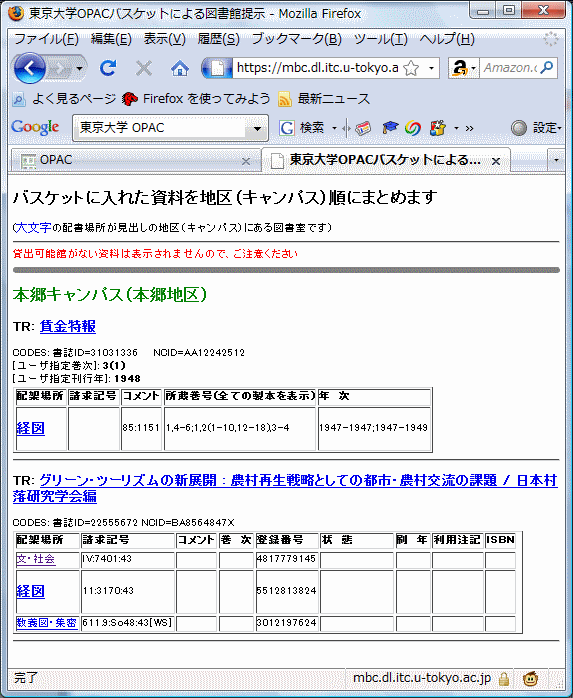 東京大学OPACバスケットによる図書館提示 - Mozilla Firefox
ファイル(F) 編集(E) 表示(V) 履歴(S) ブックマーク(B) ツール(T) ヘルプ(H)
https://mbc.dl.itc.u-tokyo.a Amazon.c
よく見るページ Firefox を使ってみよう 最新ニュース
Google 東京大学 OPAC 検索 » 設定
OPAC 東京大学OPACバスケットによる...
バスケットに入れた資料を地区(キャンパス)順にまとめます
(大文字の配書場所が見出しの地区(キャンパス)にある図書室です)
貸出可能館がない資料は表示されませんので、ご注意ください
本郷キャンパス(本郷地区)
TR: 賃金特報
CODES: 書誌ID=31031336 NCID=AA12242512
[ユーザ指定巻次]: 3(1)
[ユーザ指定刊行年]: 1948
配架場所 請求記号 コメント 所蔵番号(全ての製本を表示) 年 次
経図 85:1151 1,4-6;1,2(1-10,12-18),3-4 1947-1947;1947-1949
TR: グリーン・ツーリズムの新展開 : 農村再生戦略としての都市・農村交流の課題 / 日本村
落研究学会編
CODES: 書誌ID=22555672 NCID=BA8564847X
配架場所 請求記号 コメント 巻 次 登録番号 状 態 刷 年 利用注記 ISBN
文・社会 IV:7401:43 4817779145
経図 11:3170:43 5512813824
数義図・集密 611.9:So48:43[WS] 3012197624
完了 mbc.dl.itc.u-tokyo.ac.jp